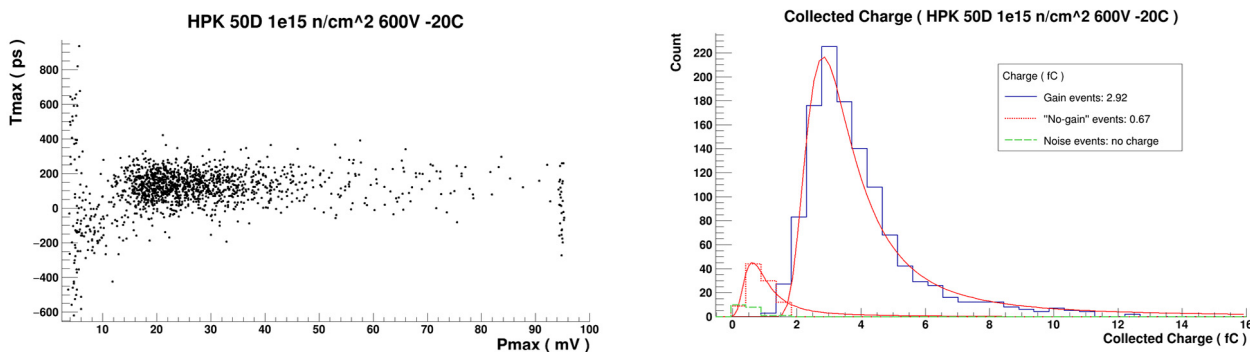 HPK 50D 1e15 n/cm^2 600V -20C
Tmax ( ps )
800
600
400
200
0
−200
−400
−600
10 20 30 40 50 60 70 80 90 100
Pmax ( mV )
Collected Charge ( HPK 50D 1e15 n/cm^2 600V -20C )
Count
220
200
180
160
140
120
100
80
60
40
20
0
0 2 4 6 8 10 12 14 16
Collected Charge ( fC )
Charge ( fC )
Gain events: 2.92
"No-gain" events: 0.67
Noise events: no charge